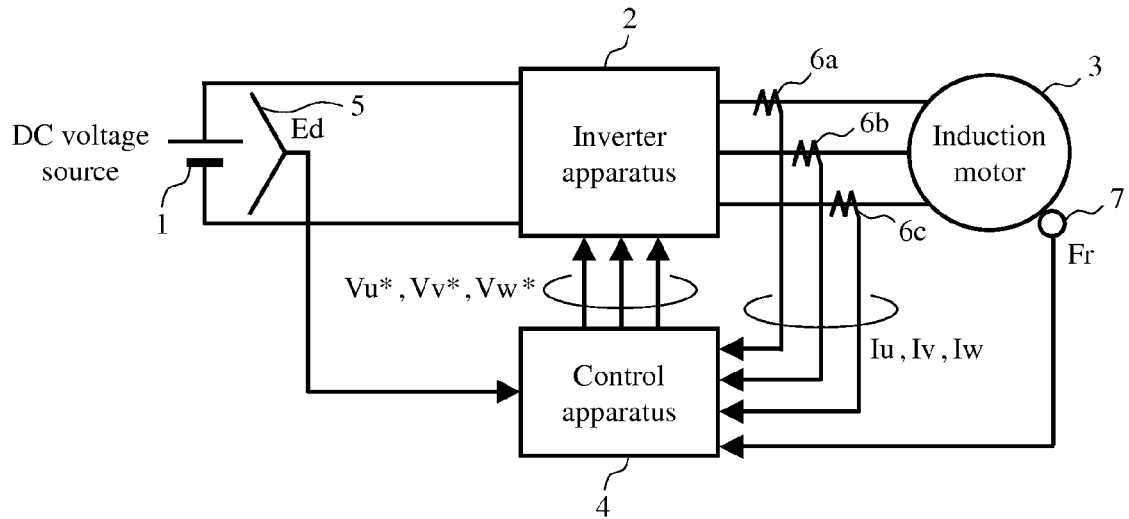 2
6a
3
5
DC voltage
source
Ed
6b
Inverter
apparatus
Induction
motor
1
6c
7
Fr
Vu*, Vv*, Vw*
Iu, Iv, Iw
Control
apparatus
4